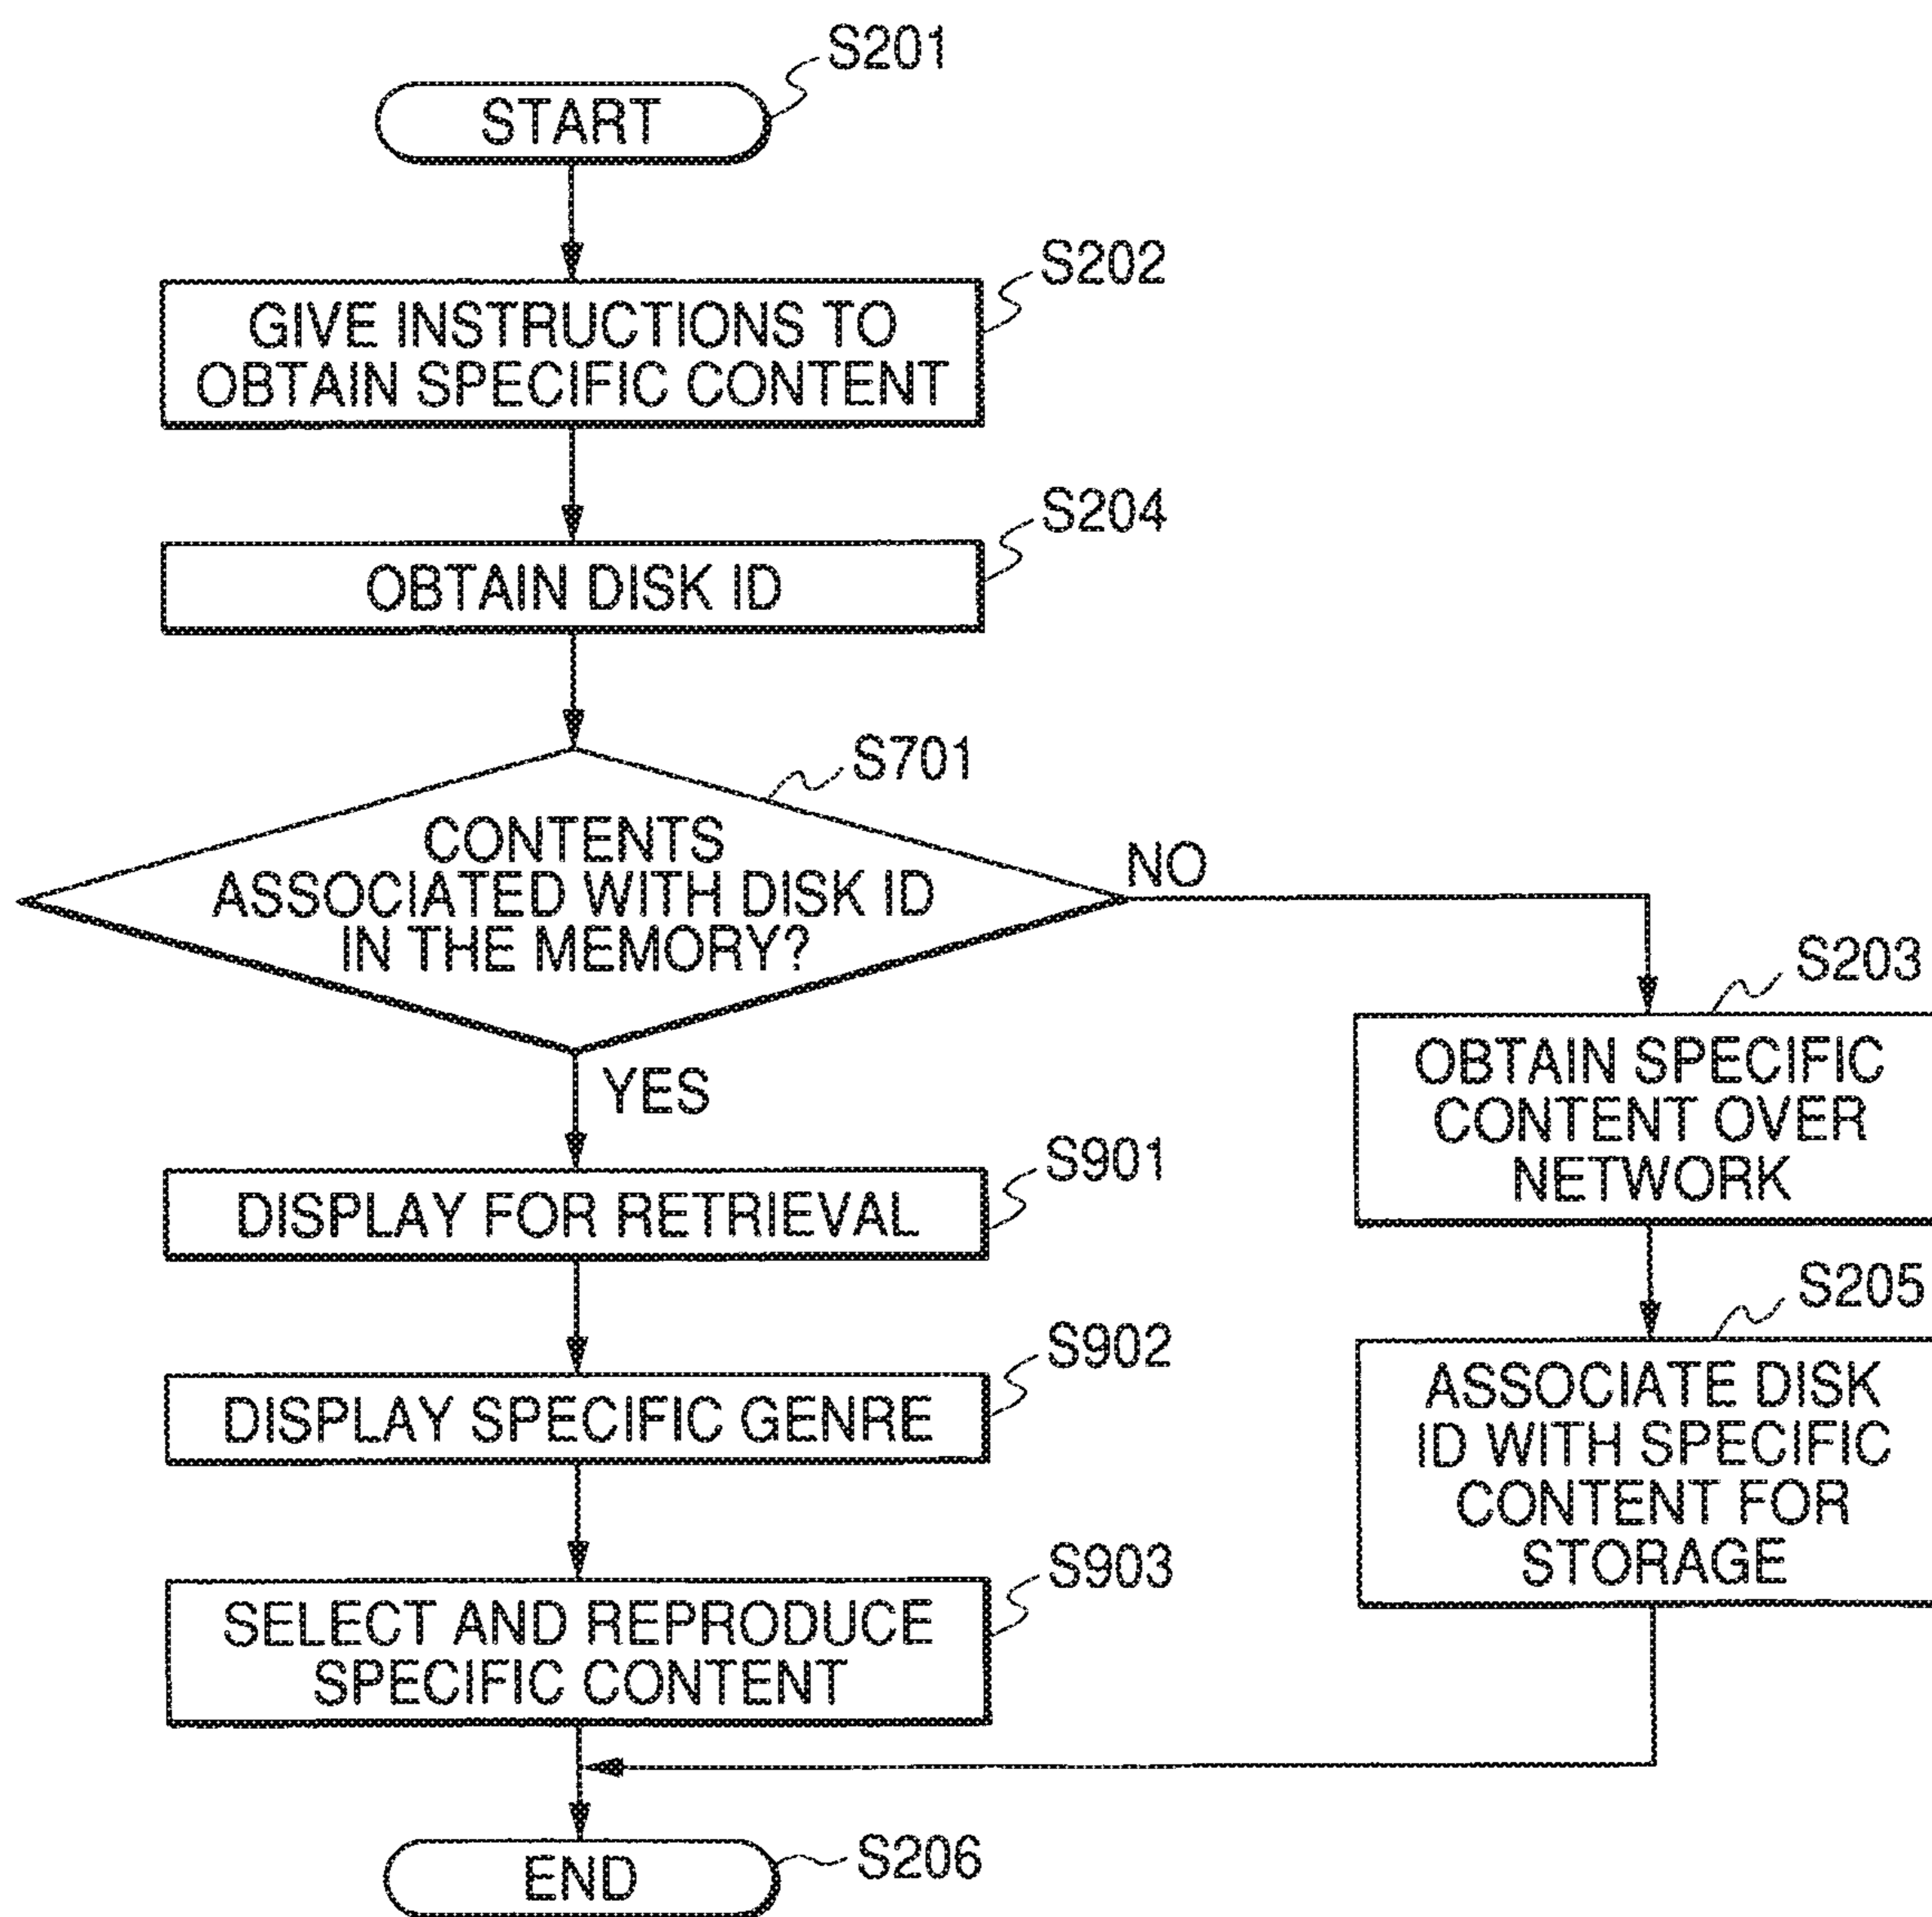 S201
START
S202
GIVE INSTRUCTIONS TO
OBTAIN SPECIFIC CONTENT
S204
OBTAIN DISK ID
S701
CONTENTS
ASSOCIATED WITH DISK ID
IN THE MEMORY?
NO
YES
S203
OBTAIN SPECIFIC
CONTENT OVER
NETWORK
S901
DISPLAY FOR RETRIEVAL
S205
ASSOCIATE DISK
ID WITH SPECIFIC
CONTENT FOR
STORAGE
S902
DISPLAY SPECIFIC GENRE
S903
SELECT AND REPRODUCE
SPECIFIC CONTENT
S206
END